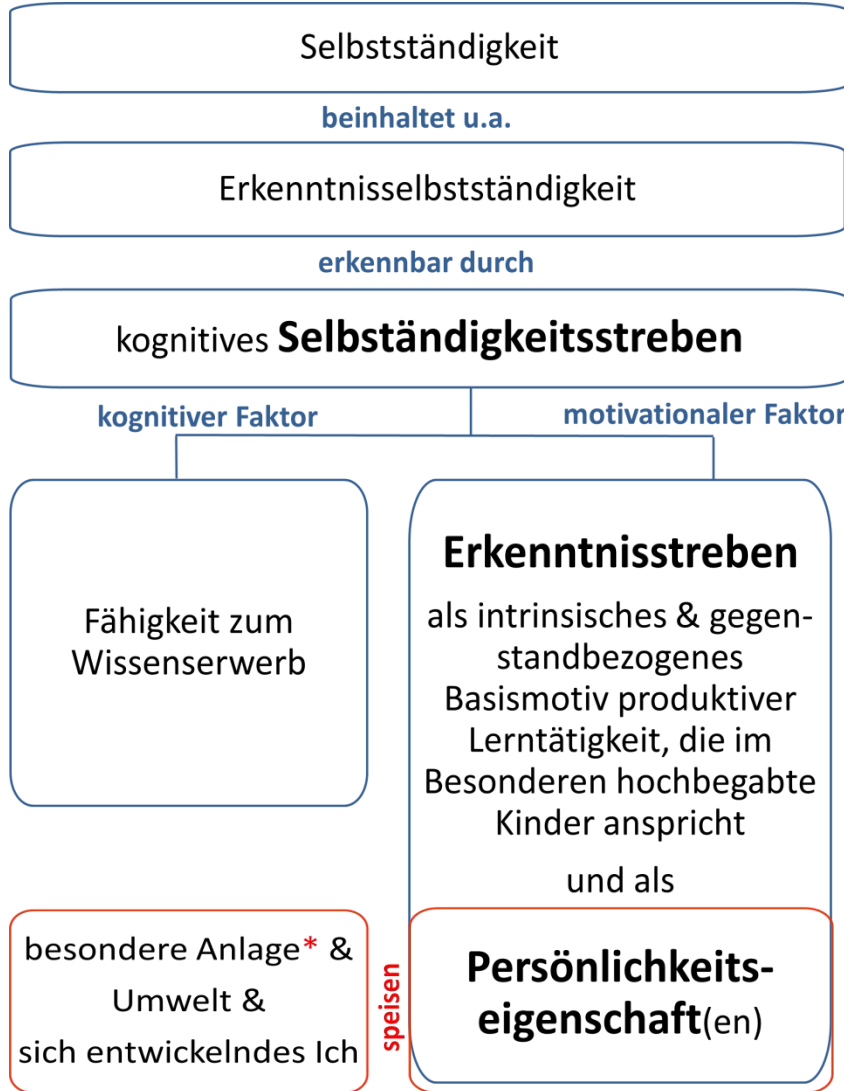 Selbstständigkeit
beinhaltet u.a.
Erkenntnisselbstständigkeit
erkennbar durch
kognitives Selbständigkeitsstreben
kognitiver Faktor
motivationaler Faktor
Fähigkeit zum
Wissenserwerb
Erkenntnisstreben
als intrinsisches & gegen-
standbezogenes
Basismotiv produktiver
Lerntätigkeit, die im
Besonderen hochbegabte
Kinder anspricht
und als
besondere Anlage* &
Umwelt &
sich entwickelndes Ich
speisen
Persönlichkeits-
eigenschaft(en)